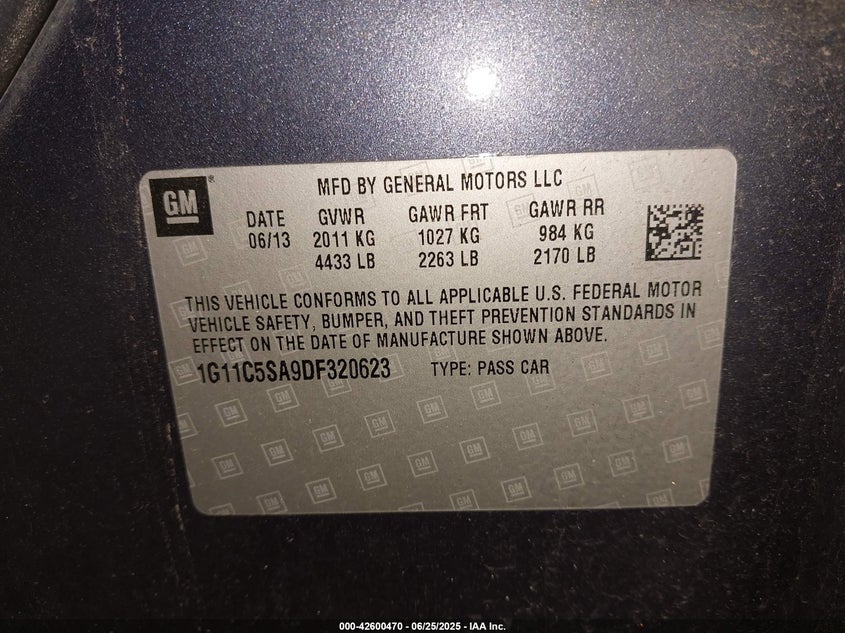 GM
MFD BY GENERAL MOTORS LLC
DATE GVWR GAWR FRT GAWR RR
06/13 2011 KG 1027 KG 984 KG
4433 LB 2263 LB 2170 LB
THIS VEHICLE CONFORMS TO ALL APPLICABLE U.S. FEDERAL MOTOR
VEHICLE SAFETY, BUMPER, AND THEFT PREVENTION STANDARDS IN
EFFECT ON THE DATE OF MANUFACTURE SHOWN ABOVE.
1G11C5SA9DF320623 TYPE: PASS CAR
000-42600470 - 06/25/2025 - IAA Inc.